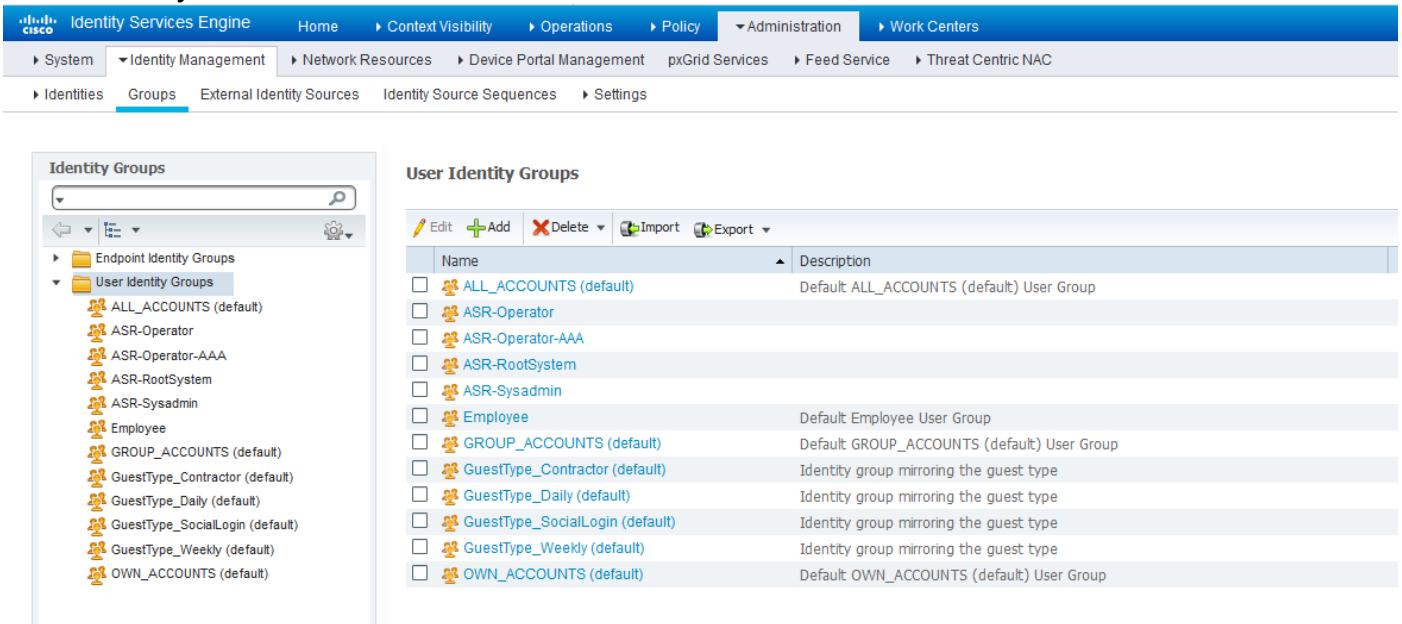 cisco Identity Services Engine Home Context Visibility Operations Policy Administration Work Centers
System Identity Management Network Resources Device Portal Management pxGrid Services Feed Service Threat Centric NAC
Identities Groups External Identity Sources Identity Source Sequences Settings
Identity Groups
User Identity Groups
Edit Add Delete Import Export
Endpoint Identity Groups
User Identity Groups
ALL_ACCOUNTS (default)
ASR-Operator
ASR-Operator-AAA
ASR-RootSystem
ASR-Sysadmin
Employee
GROUP_ACCOUNTS (default)
GuestType_Contractor (default)
GuestType_Daily (default)
GuestType_SocialLogin (default)
GuestType_Weekly (default)
OWN_ACCOUNTS (default)
Name Description
ALL_ACCOUNTS (default) Default ALL_ACCOUNTS (default) User Group
ASR-Operator
ASR-Operator-AAA
ASR-RootSystem
ASR-Sysadmin
Employee Default Employee User Group
GROUP_ACCOUNTS (default) Default GROUP_ACCOUNTS (default) User Group
GuestType_Contractor (default) Identity group mirroring the guest type
GuestType_Daily (default) Identity group mirroring the guest type
GuestType_SocialLogin (default) Identity group mirroring the guest type
GuestType_Weekly (default) Identity group mirroring the guest type
OWN_ACCOUNTS (default) Default OWN_ACCOUNTS (default) User Group